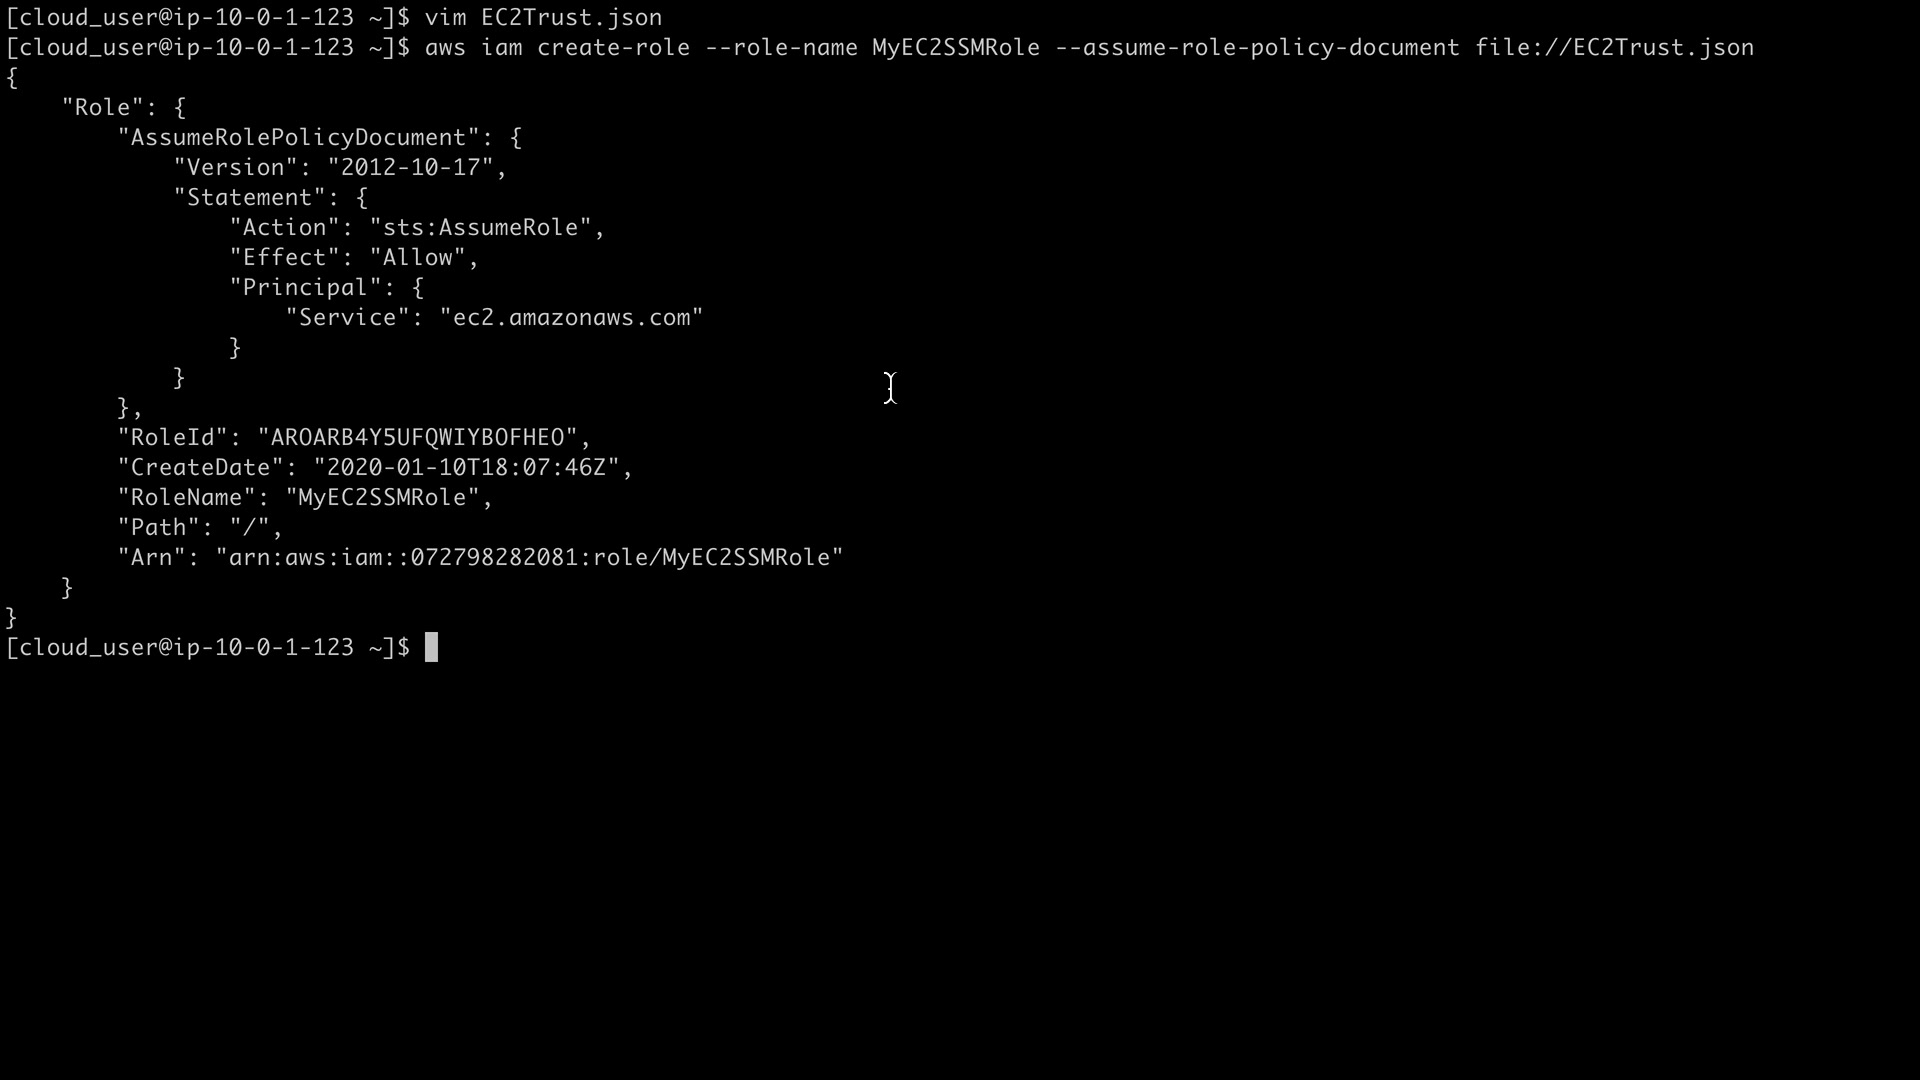 [cloud_user@ip-10-0-1-123 ~]$ vim EC2Trust.json
[cloud_user@ip-10-0-1-123 ~]$ aws iam create-role --role-name MyEC2SSMRole --assume-role-policy-document file://EC2Trust.json
{
    "Role": {
        "AssumeRolePolicyDocument": {
            "Version": "2012-10-17",
            "Statement": {
                "Action": "sts:AssumeRole",
                "Effect": "Allow",
                "Principal": {
                    "Service": "ec2.amazonaws.com"
                }
            }
        },
        "RoleId": "AROARB4Y5UFQWIYBOFHEO",
        "CreateDate": "2020-01-10T18:07:46Z",
        "RoleName": "MyEC2SSMRole",
        "Path": "/",
        "Arn": "arn:aws:iam::072798282081:role/MyEC2SSMRole"
    }
}
[cloud_user@ip-10-0-1-123 ~]$